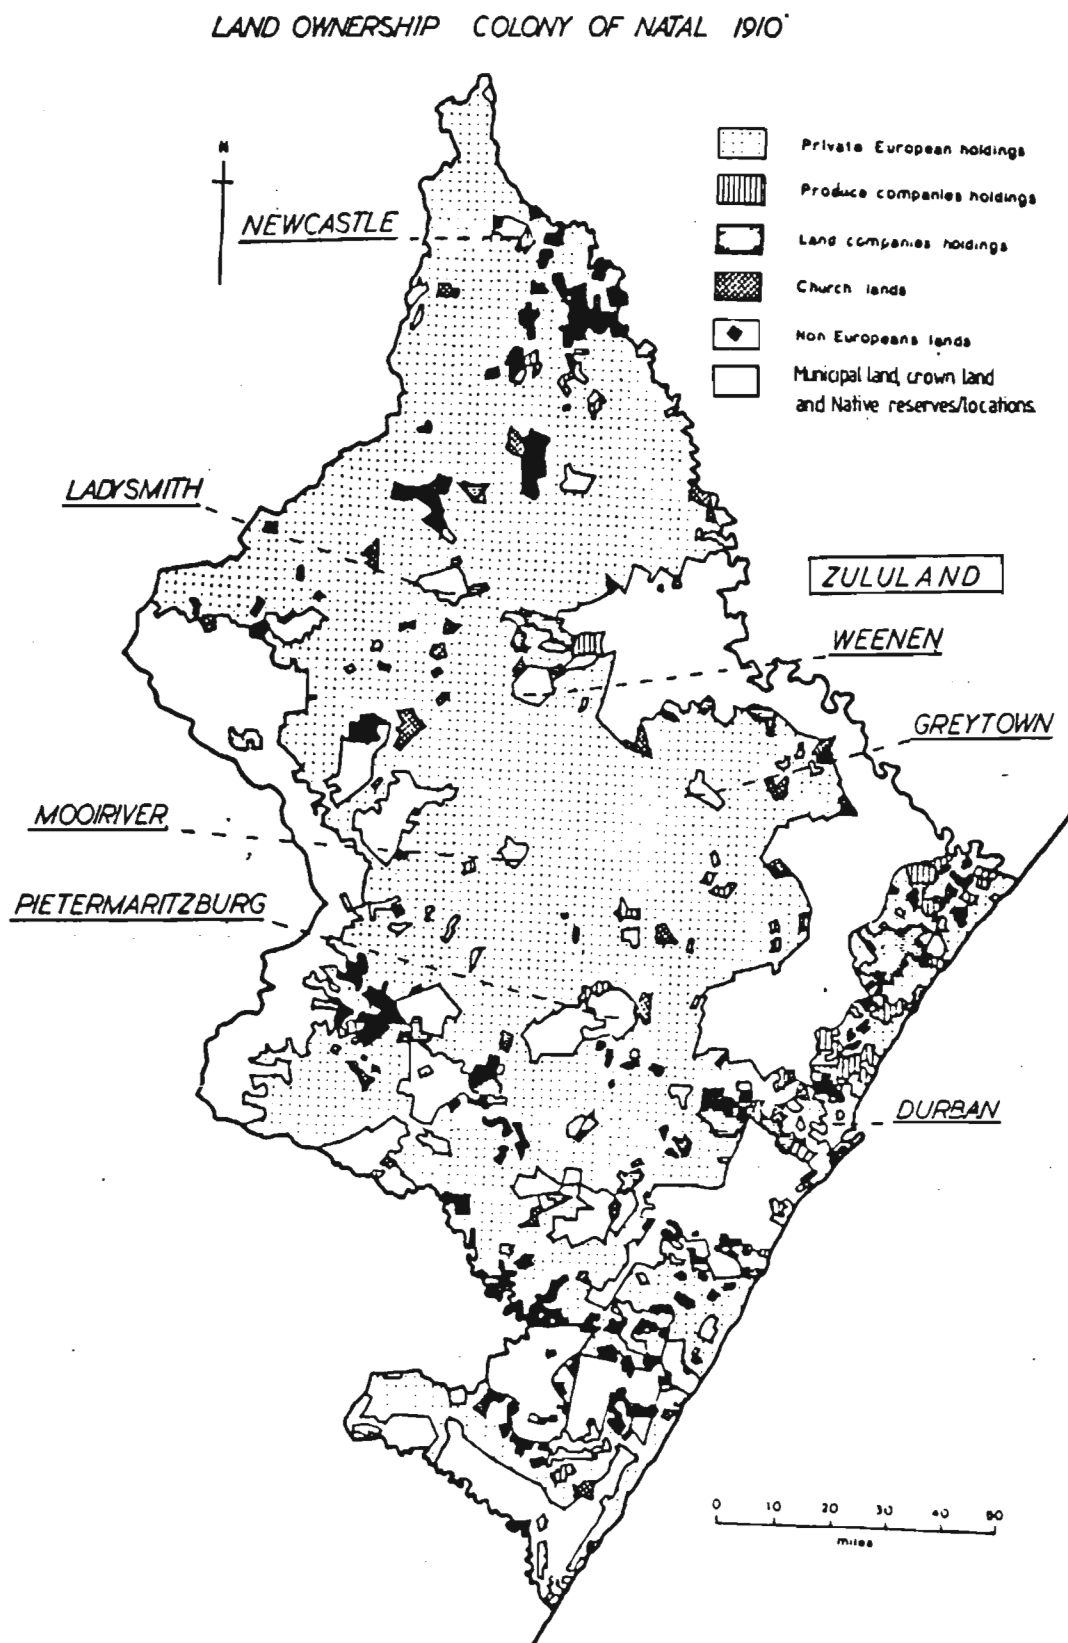 LAND OWNERSHIP COLONY OF NATAL 1910
N
Private European holdings
Produce companies holdings
Land companies holdings
Church lands
Non Europeans lands
Municipal land, crown land
and Native reserves/locations.
NEWCASTLE
LADYSMITH
ZULULAND
WEENEN
GREYTOWN
MOOIRIVER
PIETERMARITZBURG
DURBAN
0 10 20 30 40 50
miles